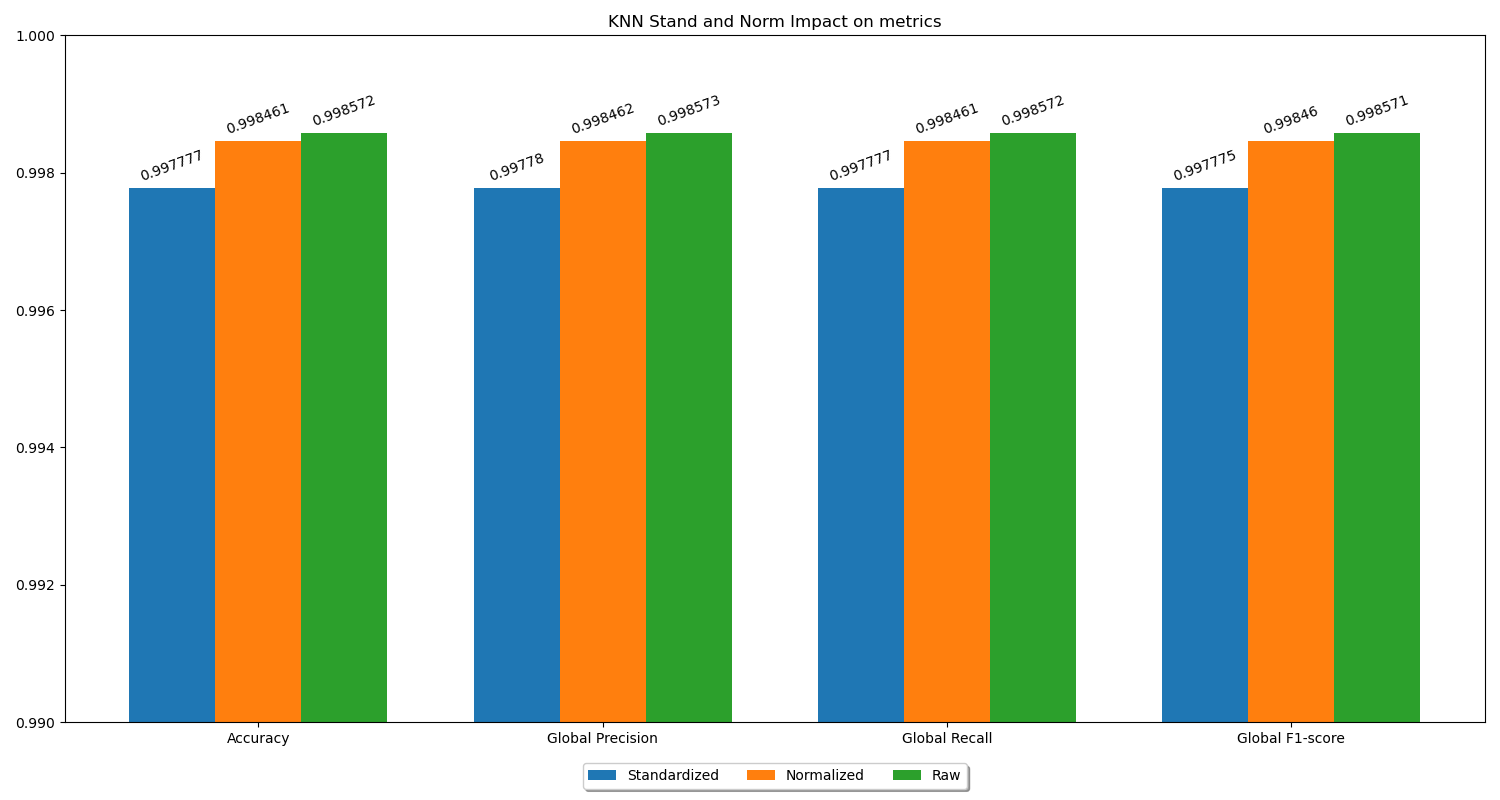 KNN Stand and Norm Impact on metrics
1.000
0.998
0.996
0.994
0.992
0.990
0.997777
0.998461
0.998572
0.99778
0.998462
0.998573
0.997777
0.998461
0.998572
0.997775
0.99846
0.998571
Accuracy
Global Precision
Global Recall
Global F1-score
Standardized
Normalized
Raw